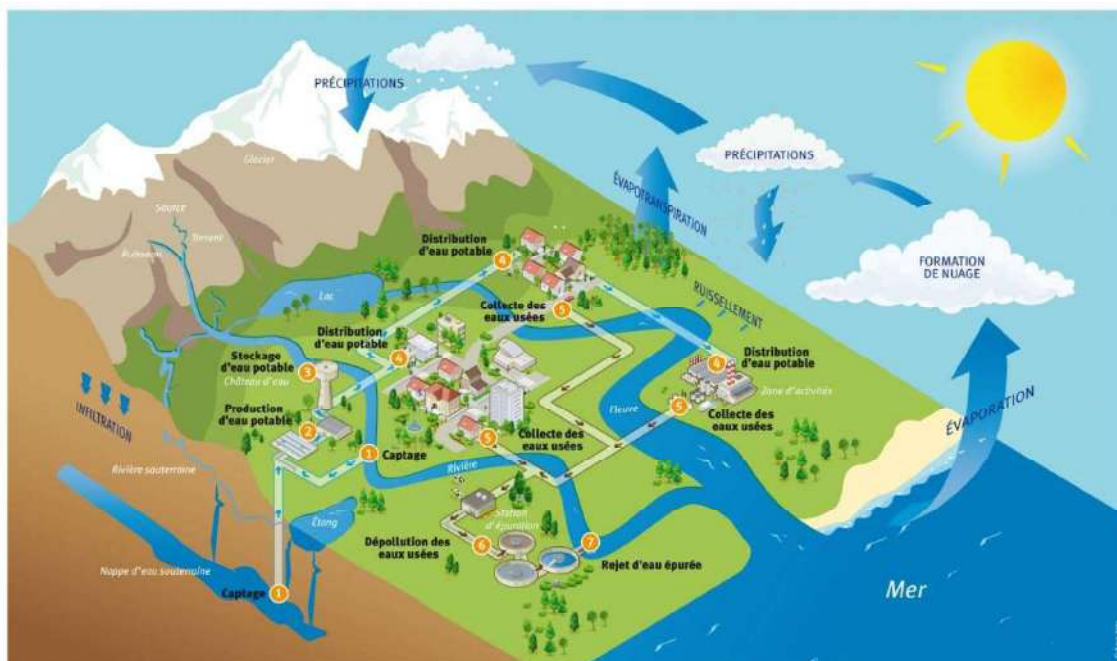 PRÉCIPITATIONS
Glacier
PRÉCIPITATIONS
ÉVAPOTRANSPIRATION
FORMATION
DE NUAGE
Source
Torrent
Ruisseau
Distribution
d'eau potable
4
Lac
Collecte des
eaux usées
5
RUISSELLEMENT
Distribution
d'eau potable
4
Stockage
d'eau potable
3
Château d'eau
Distribution
d'eau potable
4
Zone d'activités
5
Collecte des
eaux usées
ÉVAPORATION
INFILTRATION
Production
d'eau potable
2
Fleuve
5
Collecte des
eaux usées
1
Captage
Rivière
Rivière souterraine
Étang
Station
d'épuration
Dépollution des
eaux usées
6
7
Rejet d'eau épurée
Nappe d'eau souterraine
Captage
1
Mer